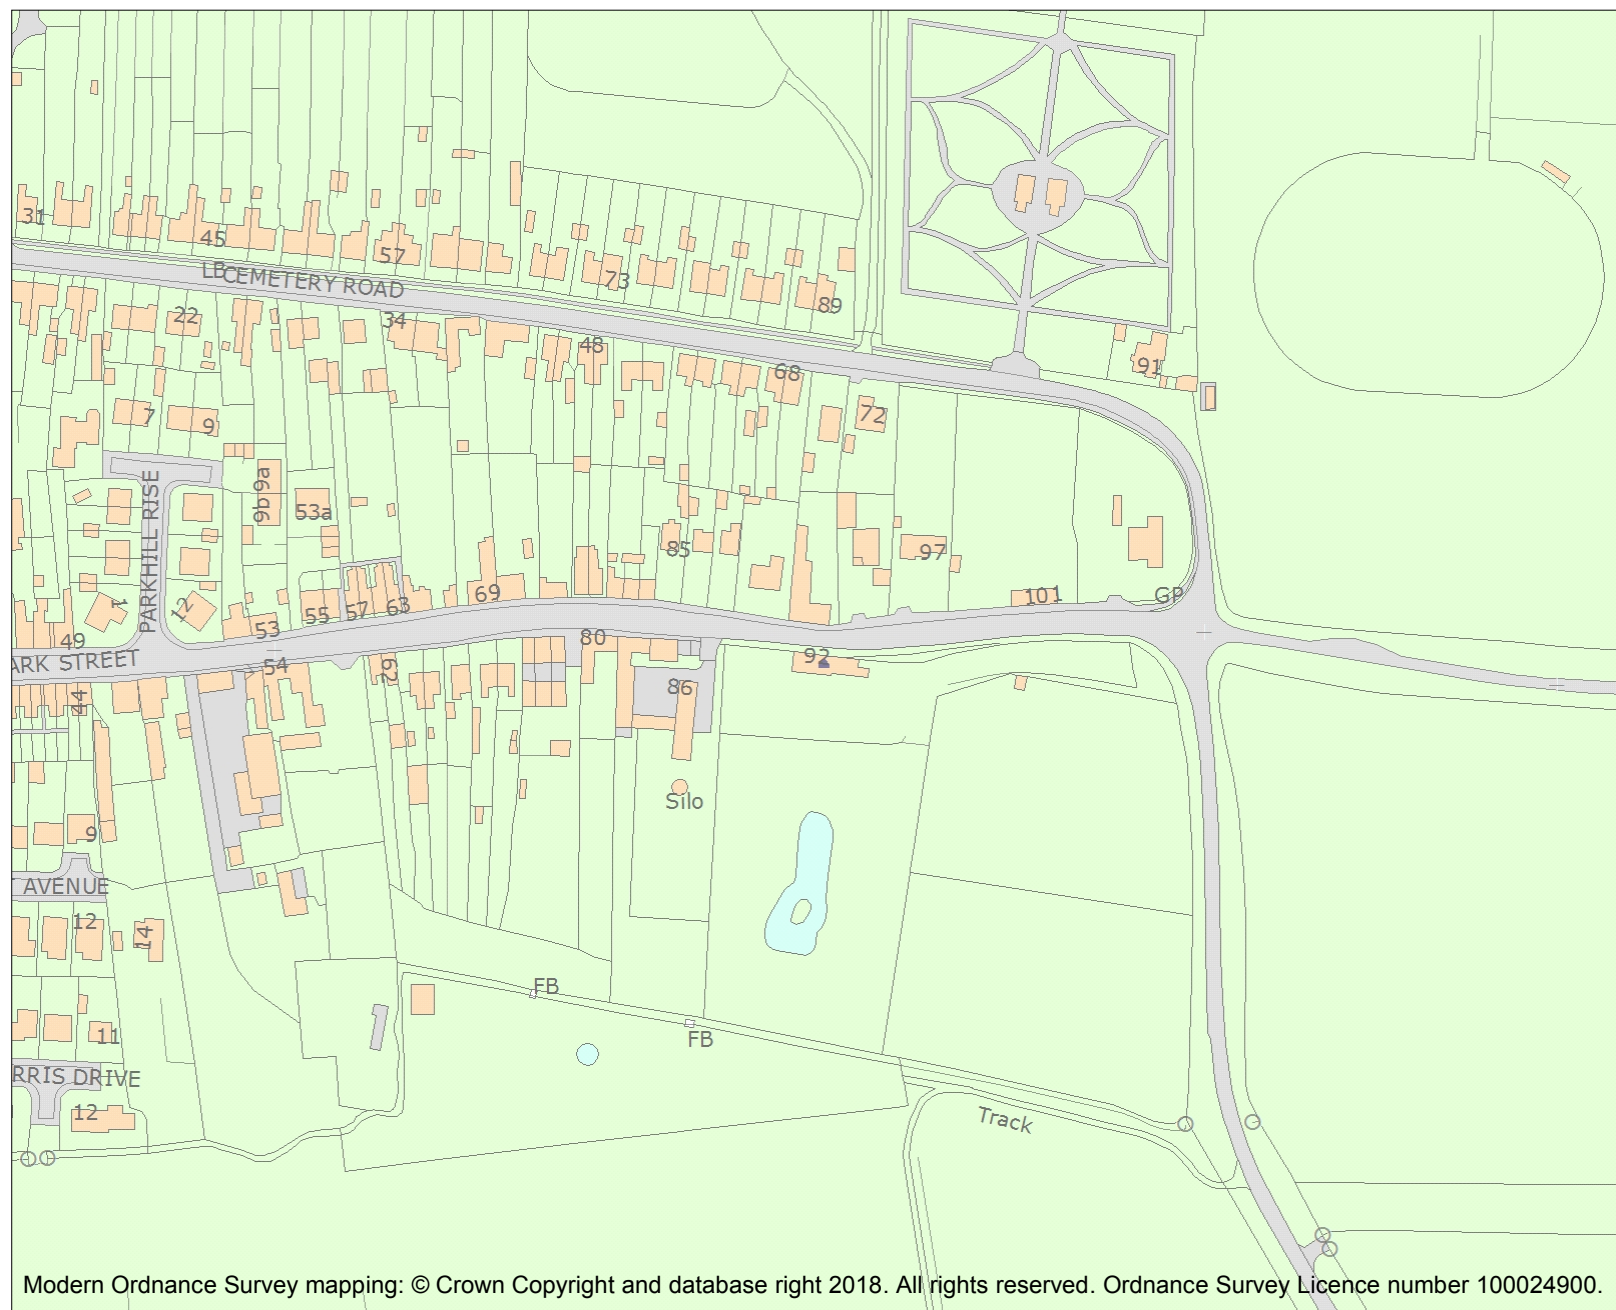 31
45
57
LB
CEMETERY ROAD
73
89
22
34
48
68
91
72
7
9
PARKHILL RISE
9b 9a
53a
85
97
1
12
55
57
63
69
101
GP
49
53
ARK STREET
54
62
80
92
44
86
Silo
9
AVENUE
12
14
FB
FB
11
RRIS DRIVE
12
Track
Modern Ordnance Survey mapping: © Crown Copyright and database right 2018. All rights reserved. Ordnance Survey Licence number 100024900.